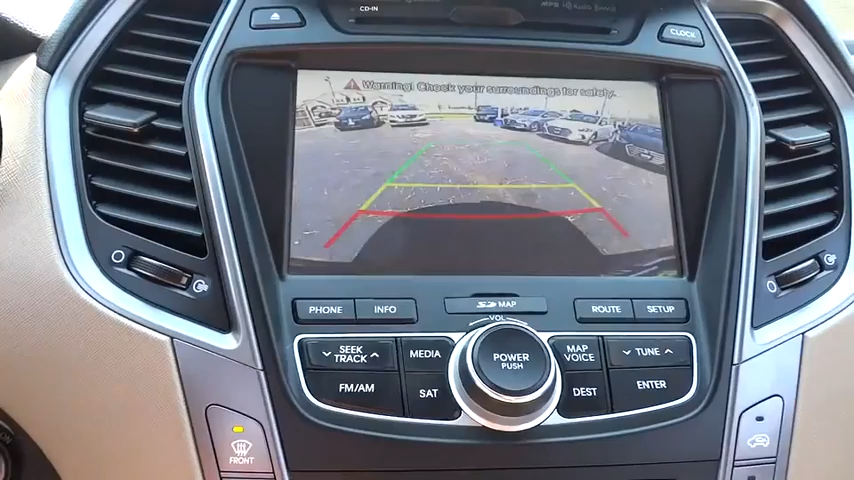 CD-IN
CLOCK
Warning! Check your surroundings for safety.
PHONE
INFO
SD MAP
ROUTE
SETUP
VOL
SEEK
TRACK
MEDIA
POWER
PUSH
MAP
VOICE
TUNE
FM/AM
SAT
DEST
ENTER
FRONT